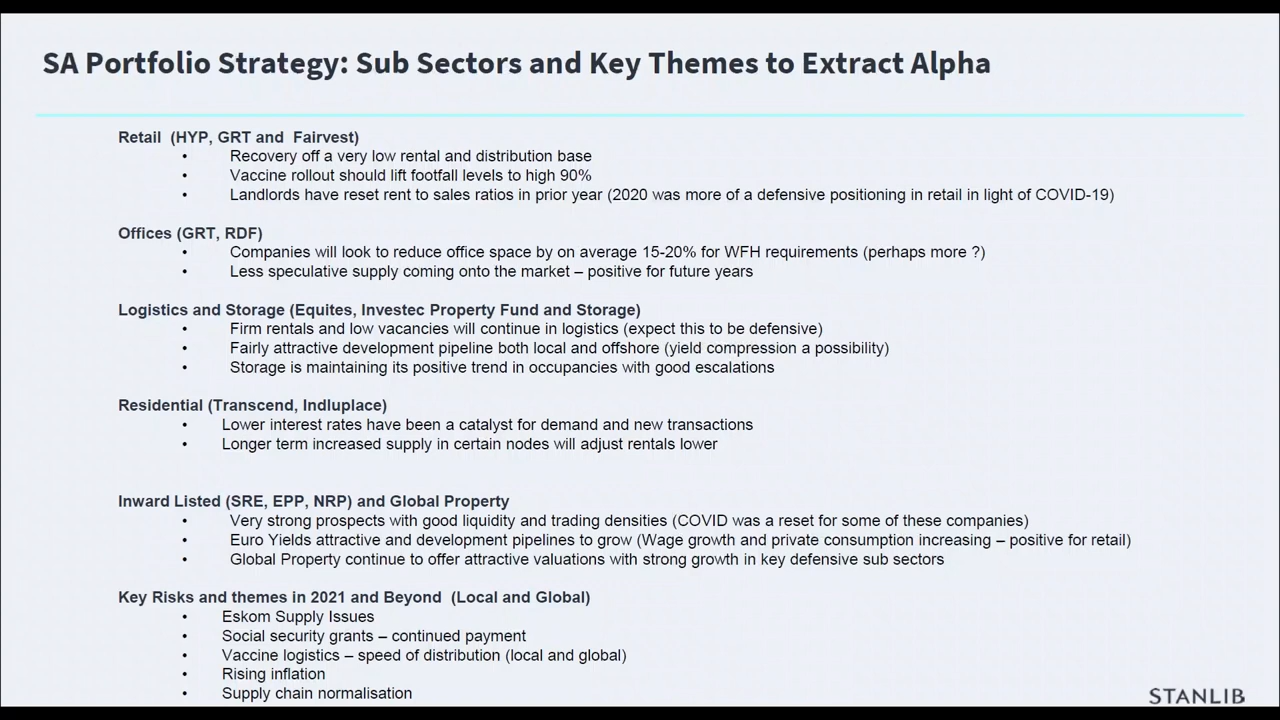 SA Portfolio Strategy: Sub Sectors and Key Themes to Extract Alpha
Retail  (HYP, GRT and  Fairvest)
• Recovery off a very low rental and distribution base
• Vaccine rollout should lift footfall levels to high 90%
• Landlords have reset rent to sales ratios in prior year (2020 was more of a defensive positioning in retail in light of COVID-19)
Offices (GRT, RDF)
• Companies will look to reduce office space by on average 15-20% for WFH requirements (perhaps more ?)
• Less speculative supply coming onto the market – positive for future years
Logistics and Storage (Equites, Investec Property Fund and Storage)
• Firm rentals and low vacancies will continue in logistics (expect this to be defensive)
• Fairly attractive development pipeline both local and offshore (yield compression a possibility)
• Storage is maintaining its positive trend in occupancies with good escalations
Residential (Transcend, Indluplace)
• Lower interest rates have been a catalyst for demand and new transactions
• Longer term increased supply in certain nodes will adjust rentals lower
Inward Listed (SRE, EPP, NRP) and Global Property
• Very strong prospects with good liquidity and trading densities (COVID was a reset for some of these companies)
• Euro Yields attractive and development pipelines to grow (Wage growth and private consumption increasing – positive for retail)
• Global Property continue to offer attractive valuations with strong growth in key defensive sub sectors
Key Risks and themes in 2021 and Beyond  (Local and Global)
• Eskom Supply Issues
• Social security grants – continued payment
• Vaccine logistics – speed of distribution (local and global)
• Rising inflation
• Supply chain normalisation
STANLIB